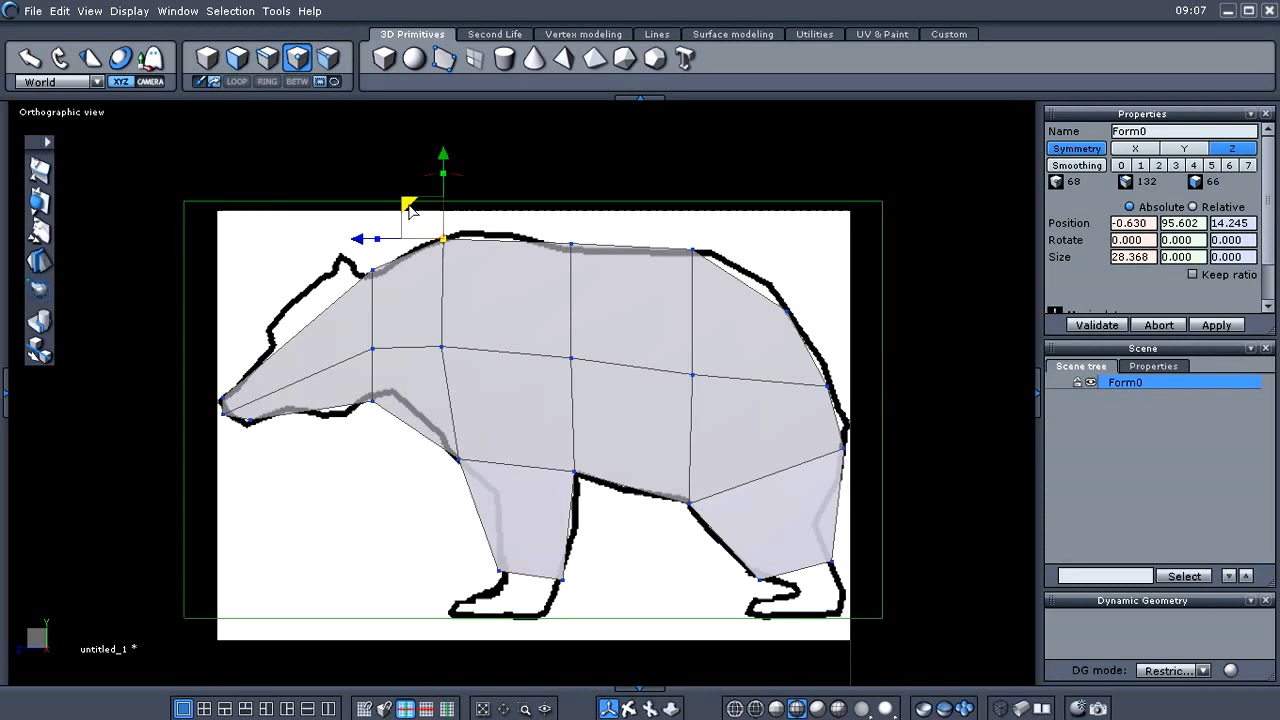 File Edit View Display Window Selection Tools Help 09:07
3D Primitives Second Life Vertex modeling Lines Surface modeling Utilities UV & Paint Custom
World XYZ CAMERA LOOP RING BETW
Orthographic view
Properties
Name Form0
Symmetry X Y Z
Smoothing 0 1 2 3 4 5 6 7
68 132 66
Absolute Relative
Position -0.630 95.602 14.245
Rotate 0.000 0.000 0.000
Size 28.368 0.000 0.000
Keep ratio
Validate Abort Apply
Scene
Scene tree Properties
Form0
Select
Dynamic Geometry
DG mode: Restric...
Y
Z X
untitled_1 *